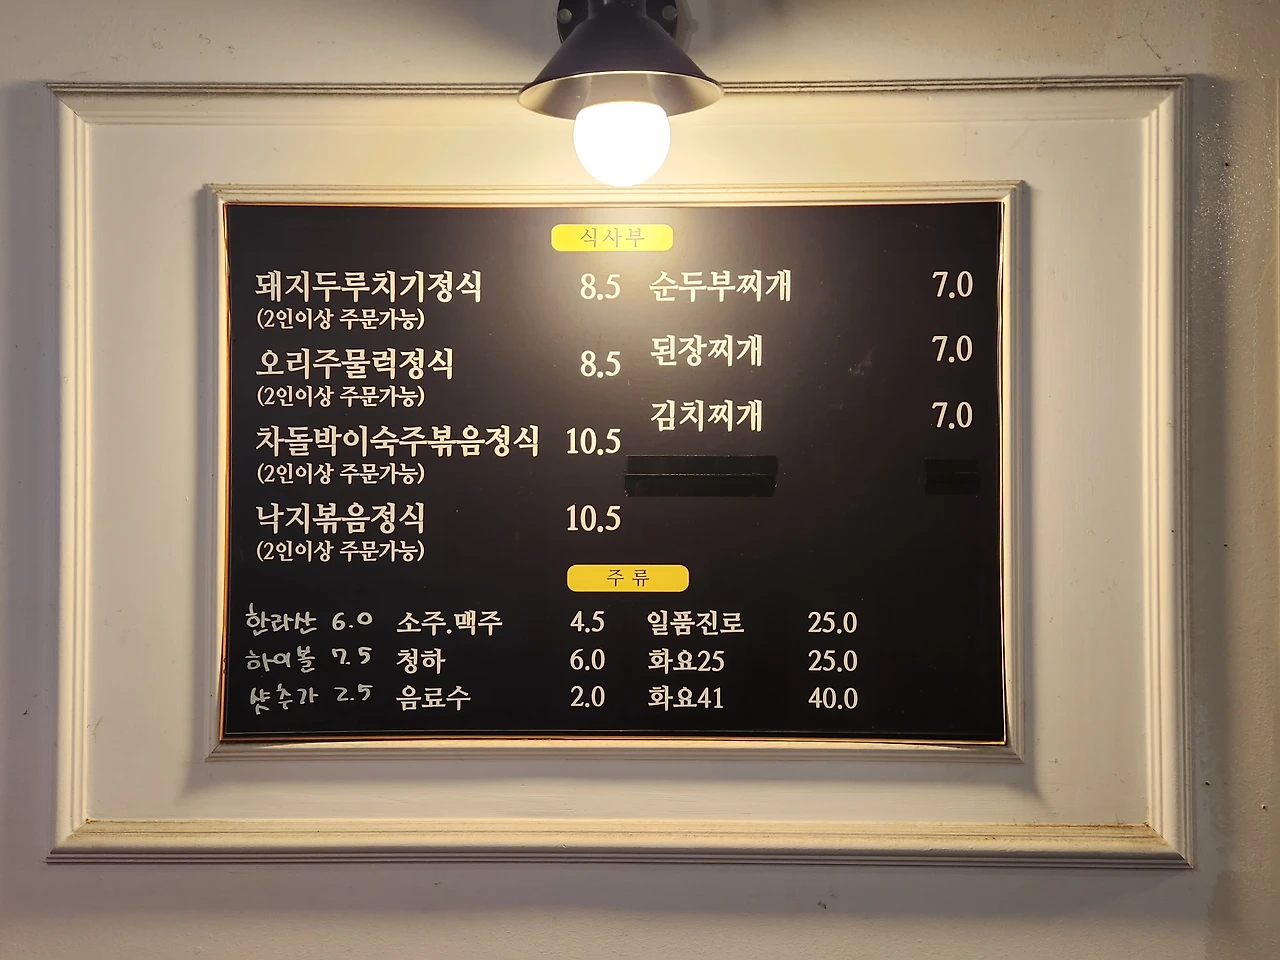 식사부
돼지두루치기정식 8.5
(2인이상 주문가능)
오리주물럭정식 8.5
(2인이상 주문가능)
차돌박이숙주볶음정식 10.5
(2인이상 주문가능)
낙지볶음정식 10.5
(2인이상 주문가능)
순두부찌개 7.0
된장찌개 7.0
김치찌개 7.0
주류
한라산 6.0 소주.맥주 4.5 일품진로 25.0
하이볼 7.5 청하 6.0 화요25 25.0
샷추가 2.5 음료수 2.0 화요41 40.0